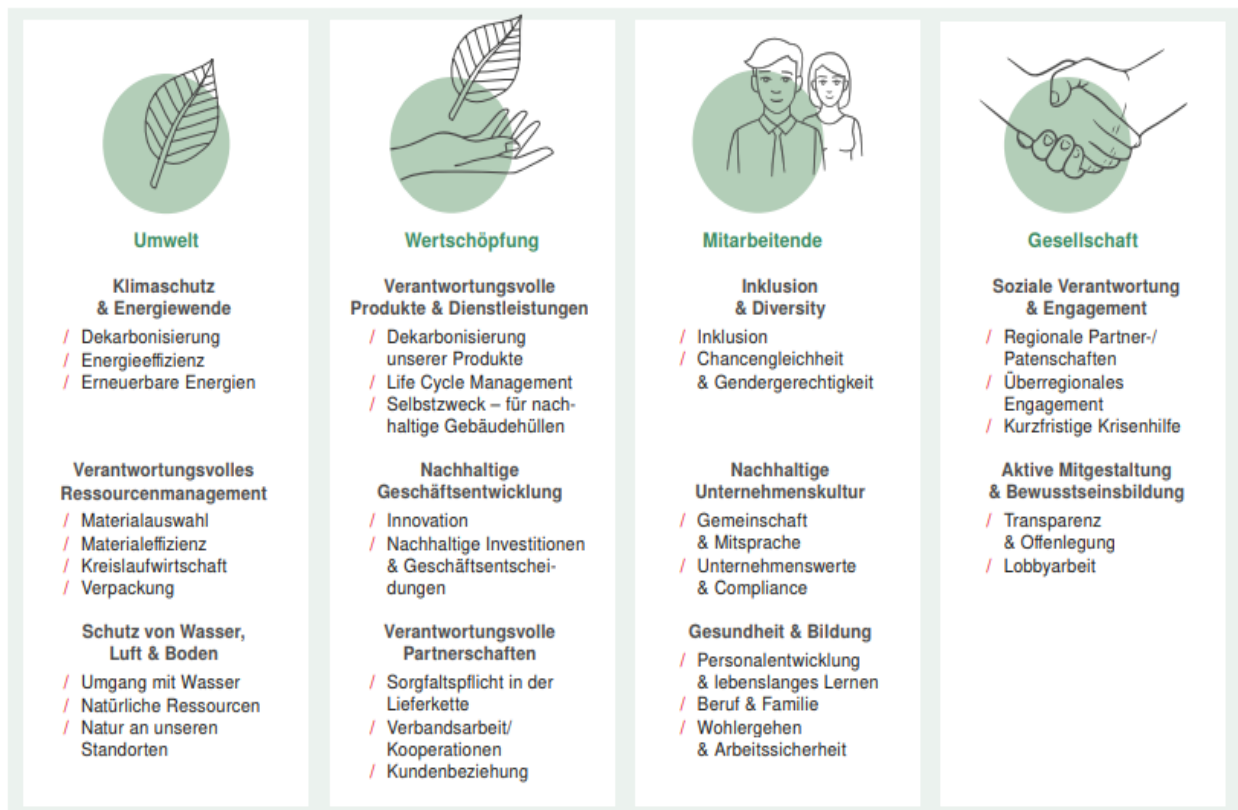 Umwelt
Klimaschutz
& Energiewende
/ Dekarbonisierung
/ Energieeffizienz
/ Erneuerbare Energien
Verantwortungsvolles
Ressourcenmanagement
/ Materialauswahl
/ Materialeffizienz
/ Kreislaufwirtschaft
/ Verpackung
Schutz von Wasser,
Luft & Boden
/ Umgang mit Wasser
/ Natürliche Ressourcen
/ Natur an unseren
Standorten
Wertschöpfung
Verantwortungsvolle
Produkte & Dienstleistungen
/ Dekarbonisierung
unserer Produkte
/ Life Cycle Management
/ Selbstzweck – für nach-
haltige Gebäudehüllen
Nachhaltige
Geschäftsentwicklung
/ Innovation
/ Nachhaltige Investitionen
& Geschäftsentschei-
dungen
Verantwortungsvolle
Partnerschaften
/ Sorgfaltspflicht in der
Lieferkette
/ Verbandsarbeit/
Kooperationen
/ Kundenbeziehung
Mitarbeitende
Inklusion
& Diversity
/ Inklusion
/ Chancengleichheit
& Gendergerechtigkeit
Nachhaltige
Unternehmenskultur
/ Gemeinschaft
& Mitsprache
/ Unternehmenswerte
& Compliance
Gesundheit & Bildung
/ Personalentwicklung
& lebenslanges Lernen
/ Beruf & Familie
/ Wohlergehen
& Arbeitssicherheit
Gesellschaft
Soziale Verantwortung
& Engagement
/ Regionale Partner-/
Patenschaften
/ Überregionales
Engagement
/ Kurzfristige Krisenhilfe
Aktive Mitgestaltung
& Bewusstseinsbildung
/ Transparenz
& Offenlegung
/ Lobbyarbeit